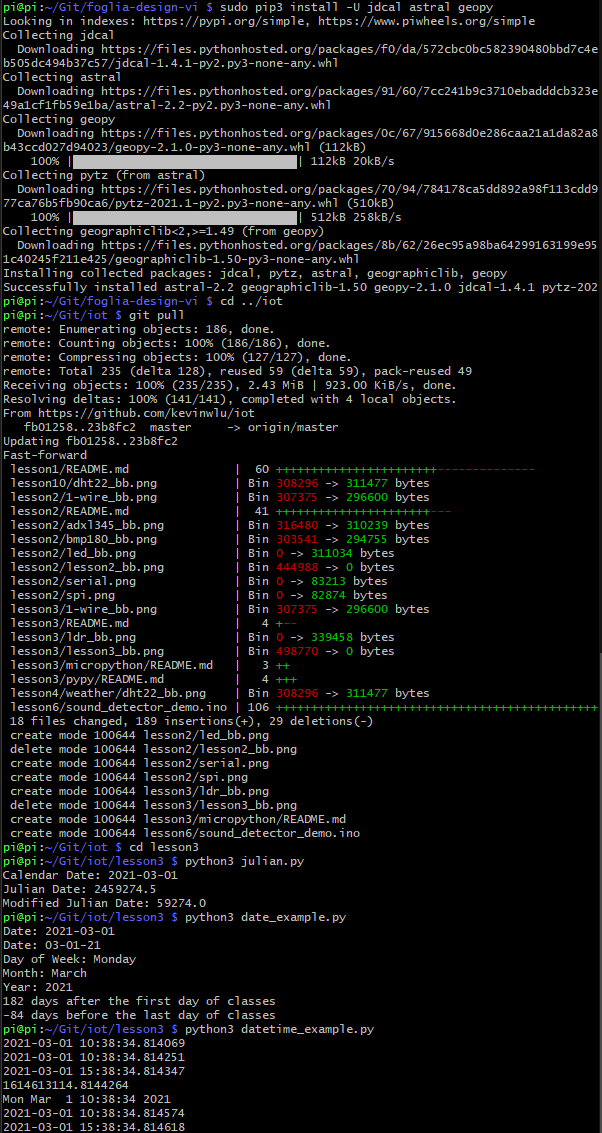 pi@pi:~/Git/foglia-design-vi $ sudo pip3 install -U jdcal astral geopy
Looking in indexes: https://pypi.org/simple, https://www.piwheels.org/simple
Collecting jdcal
  Downloading https://files.pythonhosted.org/packages/f0/da/572cbc0bc582390480bbd7c4e
b505dc494b37c57/jdcal-1.4.1-py2.py3-none-any.whl
Collecting astral
  Downloading https://files.pythonhosted.org/packages/91/60/7cc241b9c3710ebadddcb323e
49a1cf1fb59e1ba/astral-2.2-py2.py3-none-any.whl
Collecting geopy
  Downloading https://files.pythonhosted.org/packages/0c/67/915668d0e286caa21a1da82a8
b43ccd027d94023/geopy-2.1.0-py3-none-any.whl (112kB)
    100% |████████████████████████████████| 112kB 20kB/s
Collecting pytz (from astral)
  Downloading https://files.pythonhosted.org/packages/70/94/784178ca5dd892a98f113cdd9
77ca76b5fb90ca6/pytz-2021.1-py2.py3-none-any.whl (510kB)
    100% |████████████████████████████████| 512kB 258kB/s
Collecting geographiclib<2,>=1.49 (from geopy)
  Downloading https://files.pythonhosted.org/packages/8b/62/26ec95a98ba64299163199e95
1c40245f211e425/geographiclib-1.50-py3-none-any.whl
Installing collected packages: jdcal, pytz, astral, geographiclib, geopy
Successfully installed astral-2.2 geographiclib-1.50 geopy-2.1.0 jdcal-1.4.1 pytz-202
pi@pi:~/Git/foglia-design-vi $ cd ../iot
pi@pi:~/Git/iot $ git pull
remote: Enumerating objects: 186, done.
remote: Counting objects: 100% (186/186), done.
remote: Compressing objects: 100% (127/127), done.
remote: Total 235 (delta 128), reused 59 (delta 59), pack-reused 49
Receiving objects: 100% (235/235), 2.43 MiB | 923.00 KiB/s, done.
Resolving deltas: 100% (141/141), completed with 4 local objects.
From https://github.com/kevinwlu/iot
   fb01258..23b8fc2  master     -> origin/master
Updating fb01258..23b8fc2
Fast-forward
 lesson1/README.md               |  60 +++++++++++++++++++++++--------------
 lesson10/dht22_bb.png           | Bin 308296 -> 311477 bytes
 lesson2/1-wire_bb.png           | Bin 307375 -> 296600 bytes
 lesson2/README.md               |  41 ++++++++++++++++++++++---
 lesson2/adxl345_bb.png          | Bin 316480 -> 310239 bytes
 lesson2/bmp180_bb.png           | Bin 303541 -> 294755 bytes
 lesson2/led_bb.png              | Bin 0 -> 311034 bytes
 lesson2/lesson2_bb.png          | Bin 444988 -> 0 bytes
 lesson2/serial.png              | Bin 0 -> 83213 bytes
 lesson2/spi.png                 | Bin 0 -> 82874 bytes
 lesson3/1-wire_bb.png           | Bin 307375 -> 296600 bytes
 lesson3/README.md               |   4 +--
 lesson3/ldr_bb.png              | Bin 0 -> 339458 bytes
 lesson3/lesson3_bb.png          | Bin 498770 -> 0 bytes
 lesson3/micropython/README.md   |   3 ++
 lesson3/pypy/README.md          |   4 +++
 lesson4/weather/dht22_bb.png    | Bin 308296 -> 311477 bytes
 lesson6/sound_detector_demo.ino | 106 ++++++++++++++++++++++++++++++++++++++++++++++
 18 files changed, 189 insertions(+), 29 deletions(-)
 create mode 100644 lesson2/led_bb.png
 delete mode 100644 lesson2/lesson2_bb.png
 create mode 100644 lesson2/serial.png
 create mode 100644 lesson2/spi.png
 create mode 100644 lesson3/ldr_bb.png
 delete mode 100644 lesson3/lesson3_bb.png
 create mode 100644 lesson3/micropython/README.md
 create mode 100644 lesson6/sound_detector_demo.ino
pi@pi:~/Git/iot $ cd lesson3
pi@pi:~/Git/iot/lesson3 $ python3 julian.py
Calendar Date: 2021-03-01
Julian Date: 2459274.5
Modified Julian Date: 59274.0
pi@pi:~/Git/iot/lesson3 $ python3 date_example.py
Date: 2021-03-01
Date: 03-01-21
Day of Week: Monday
Month: March
Year: 2021
182 days after the first day of classes
-84 days before the last day of classes
pi@pi:~/Git/iot/lesson3 $ python3 datetime_example.py
2021-03-01 10:38:34.814069
2021-03-01 10:38:34.814251
2021-03-01 15:38:34.814347
1614613114.8144264
Mon Mar  1 10:38:34 2021
2021-03-01 10:38:34.814574
2021-03-01 15:38:34.814618